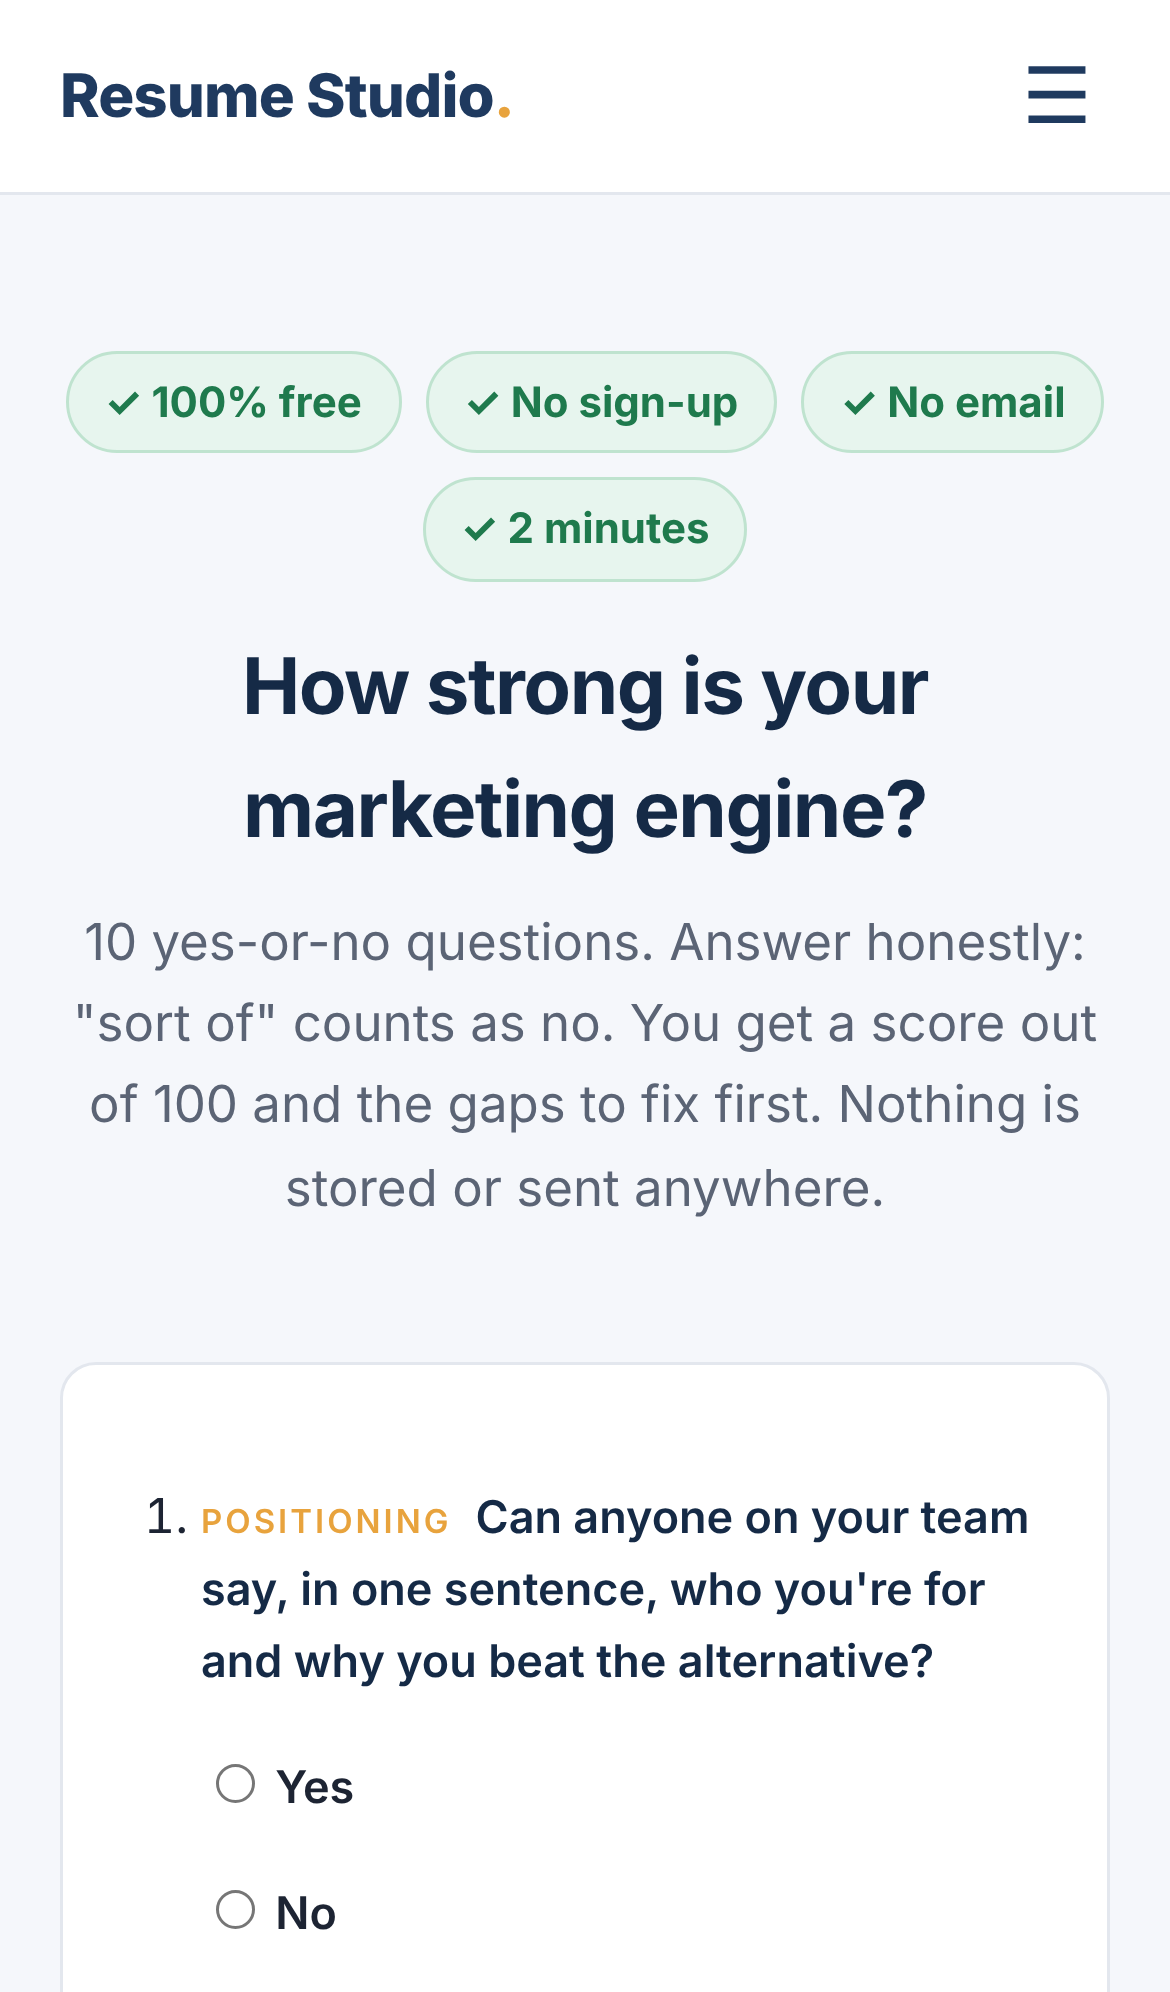 Resume Studio.
✓ 100% free ✓ No sign-up ✓ No email
✓ 2 minutes
How strong is your
marketing engine?
10 yes-or-no questions. Answer honestly:
"sort of" counts as no. You get a score out
of 100 and the gaps to fix first. Nothing is
stored or sent anywhere.
1. POSITIONING Can anyone on your team
say, in one sentence, who you're for
and why you beat the alternative?
Yes
No